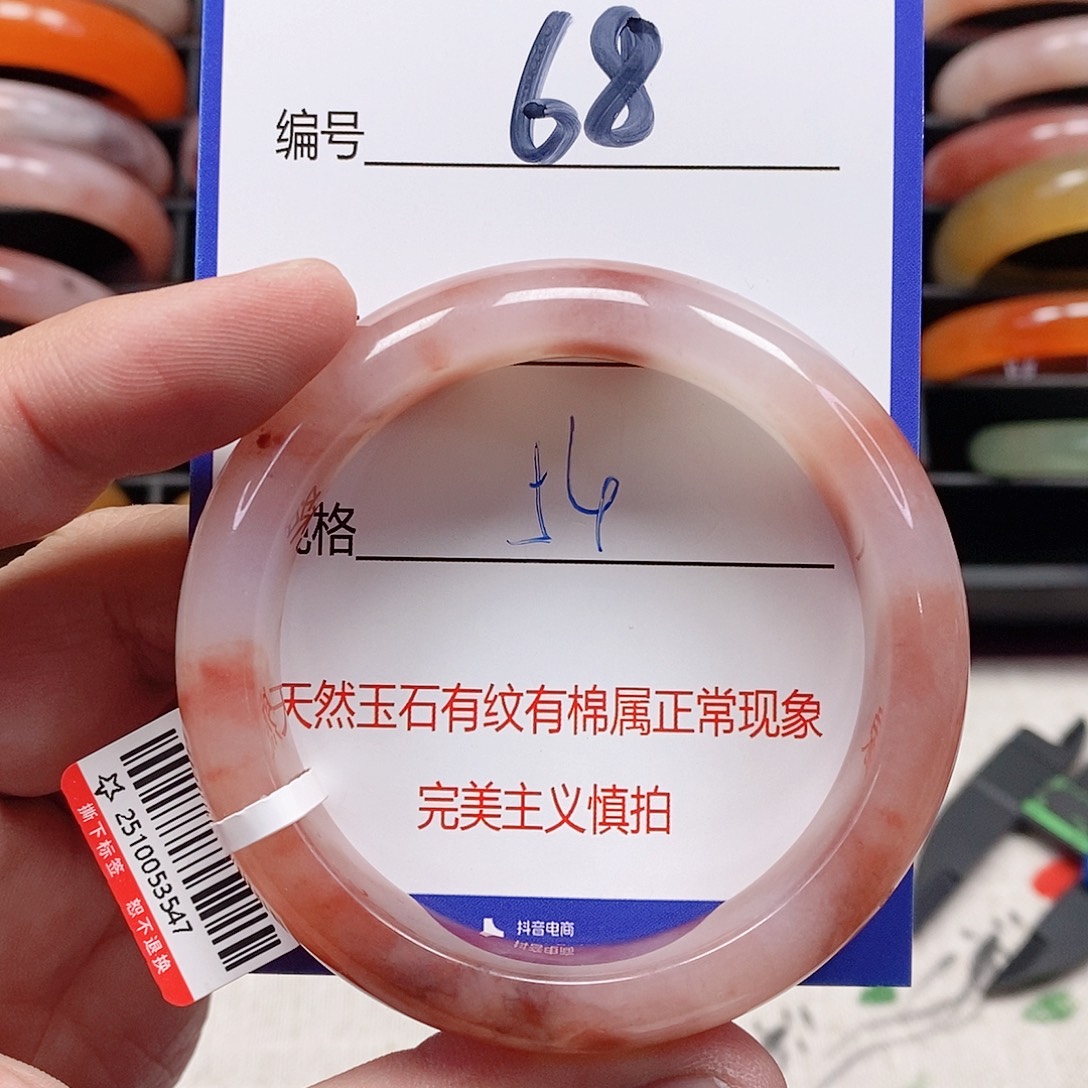 编号 68
规格
天然玉石有纹有棉属正常现象
完美主义慎拍
抖音电商
2510053547
撕下标签 恕不退换